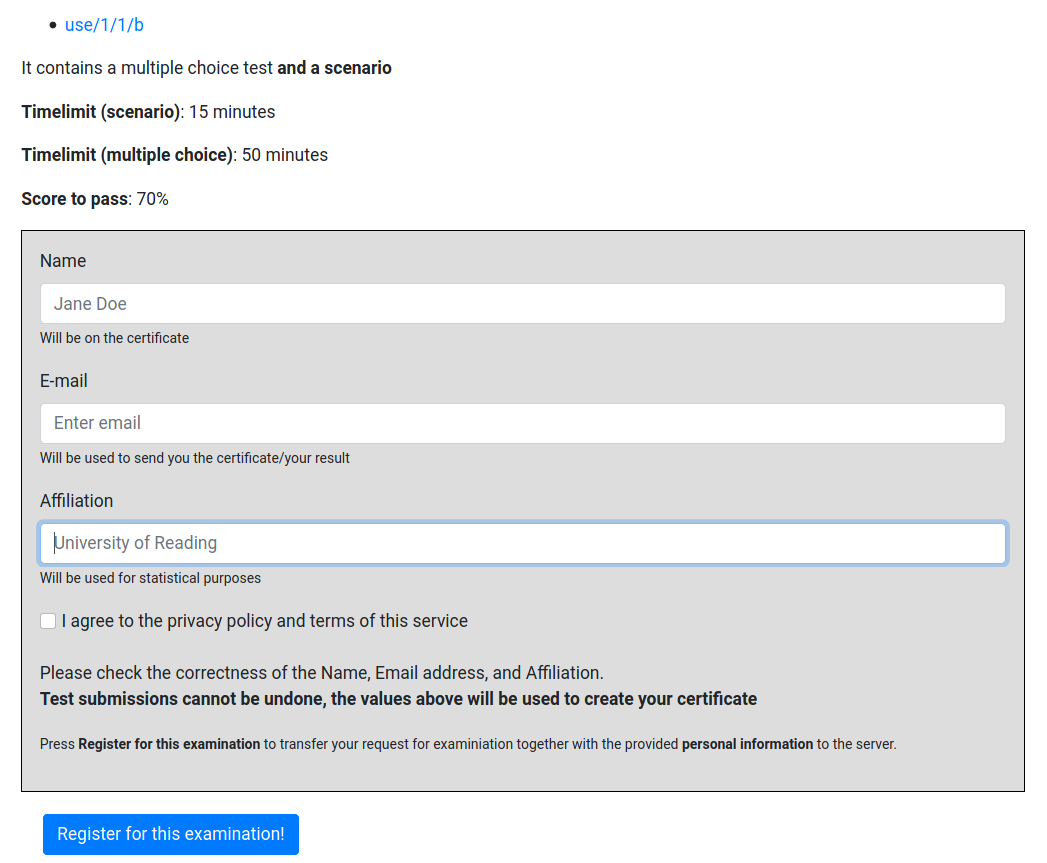 use/1/1/b
It contains a multiple choice test and a scenario
Timelimit (scenario): 15 minutes
Timelimit (multiple choice): 50 minutes
Score to pass: 70%
Name
Jane Doe
Will be on the certificate
E-mail
Enter email
Will be used to send you the certificate/your result
Affiliation
University of Reading
Will be used for statistical purposes
I agree to the privacy policy and terms of this service
Please check the correctness of the Name, Email address, and Affiliation.
Test submissions cannot be undone, the values above will be used to create your certificate
Press Register for this examination to transfer your request for examiniation together with the provided personal information to the server.
Register for this examination!